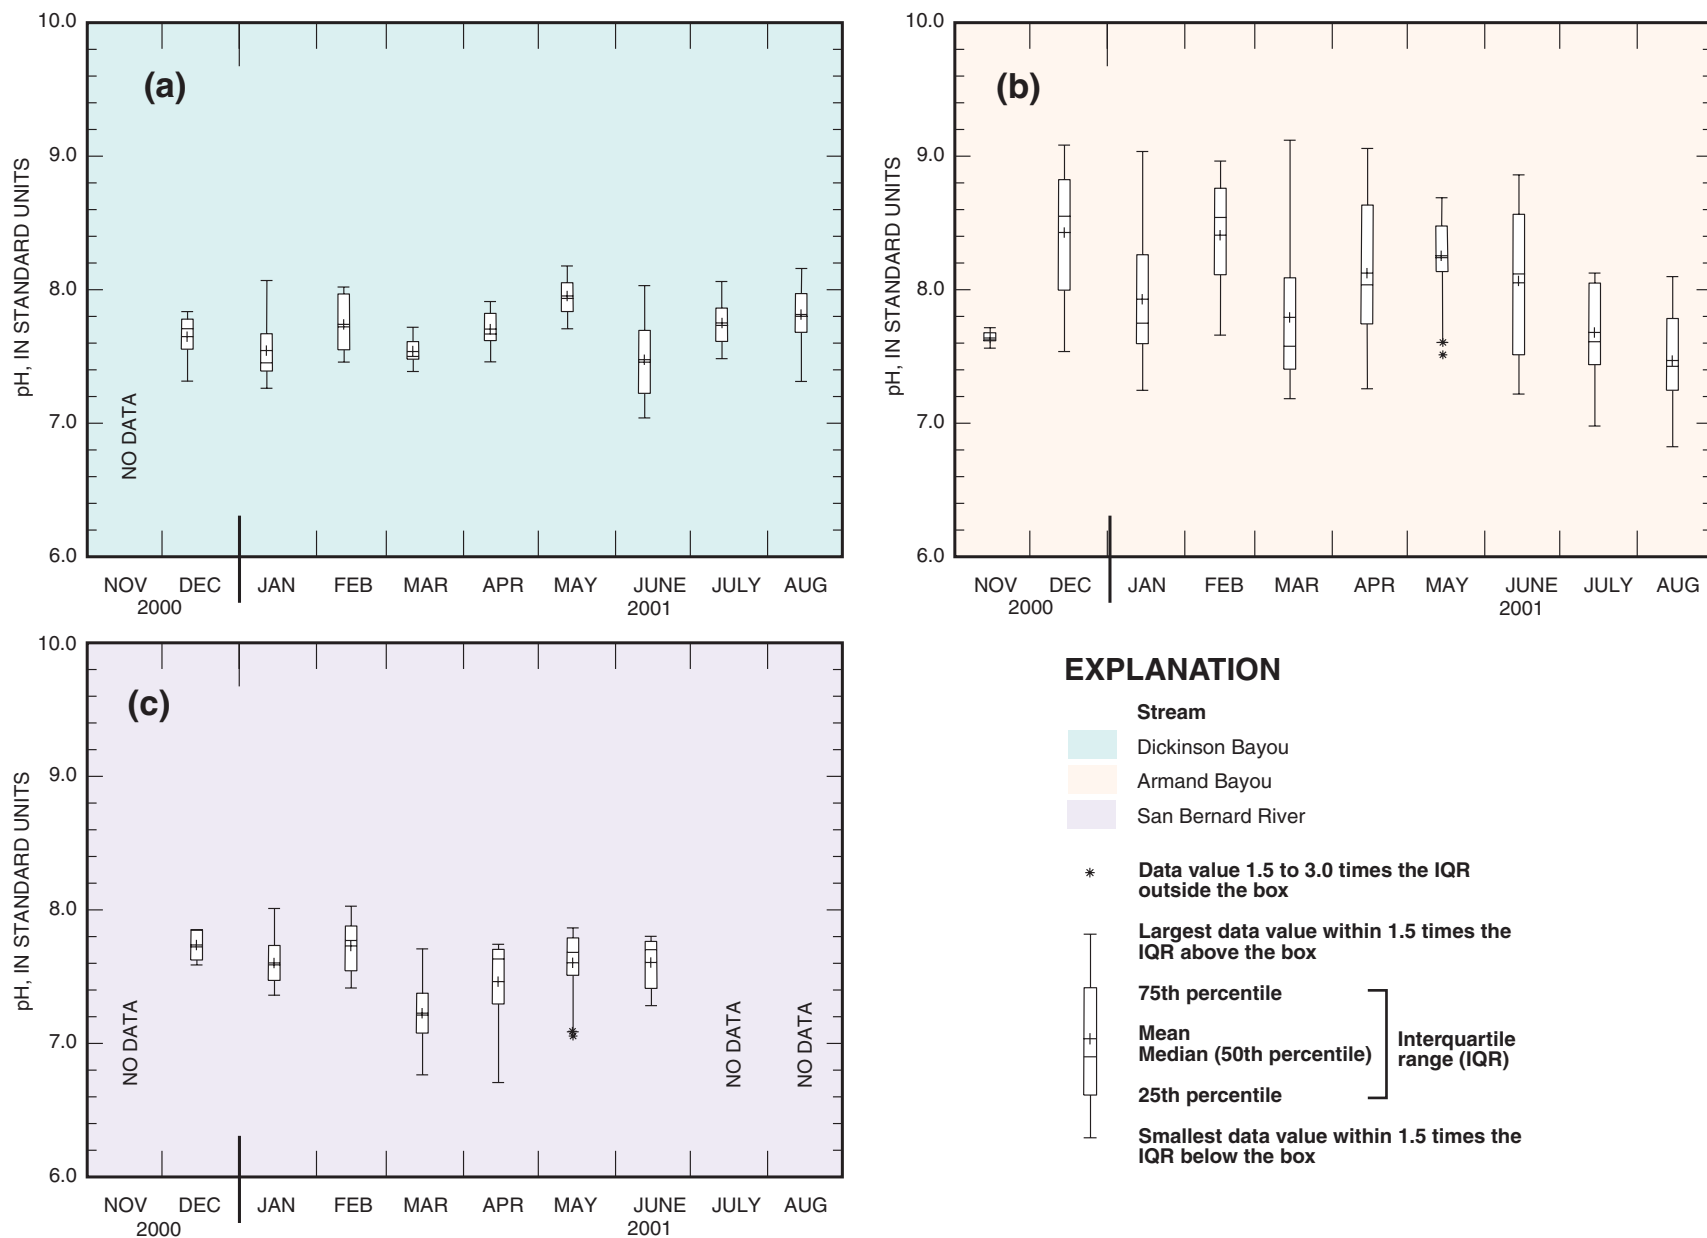 10.0
9.0
8.0
7.0
6.0
pH, IN STANDARD UNITS
(a)
NO DATA
NOV DEC JAN FEB MAR APR MAY JUNE JULY AUG
2000 2001
10.0
9.0
8.0
7.0
6.0
pH, IN STANDARD UNITS
(b)
NOV DEC JAN FEB MAR APR MAY JUNE JULY AUG
2000 2001
10.0
9.0
8.0
7.0
6.0
pH, IN STANDARD UNITS
(c)
NO DATA
NO DATA
NO DATA
NOV DEC JAN FEB MAR APR MAY JUNE JULY AUG
2000 2001
EXPLANATION
Stream
Dickinson Bayou
Armand Bayou
San Bernard River
* Data value 1.5 to 3.0 times the IQR
outside the box
Largest data value within 1.5 times the
IQR above the box
75th percentile
Mean
Median (50th percentile)
25th percentile
Interquartile
range (IQR)
Smallest data value within 1.5 times the
IQR below the box